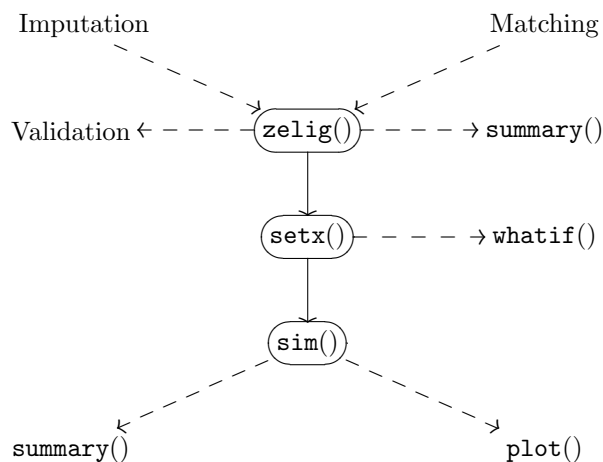 Imputation Matching
Validation zelig() summary()
setx() whatif()
sim()
summary() plot()